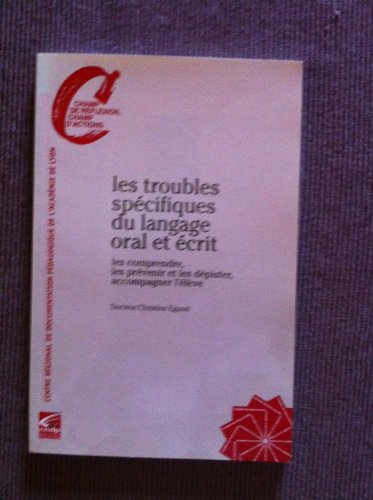 CHAMP
DE RÉFLEXION,
CHAMP
D'ACTIONS
CENTRE RÉGIONAL DE DOCUMENTATION PÉDAGOGIQUE DE L'ACADÉMIE DE LYON
les troubles
spécifiques
du langage
oral et écrit
les comprendre,
les prévenir et les dépister,
accompagner l'élève
Docteur Christine Egaud